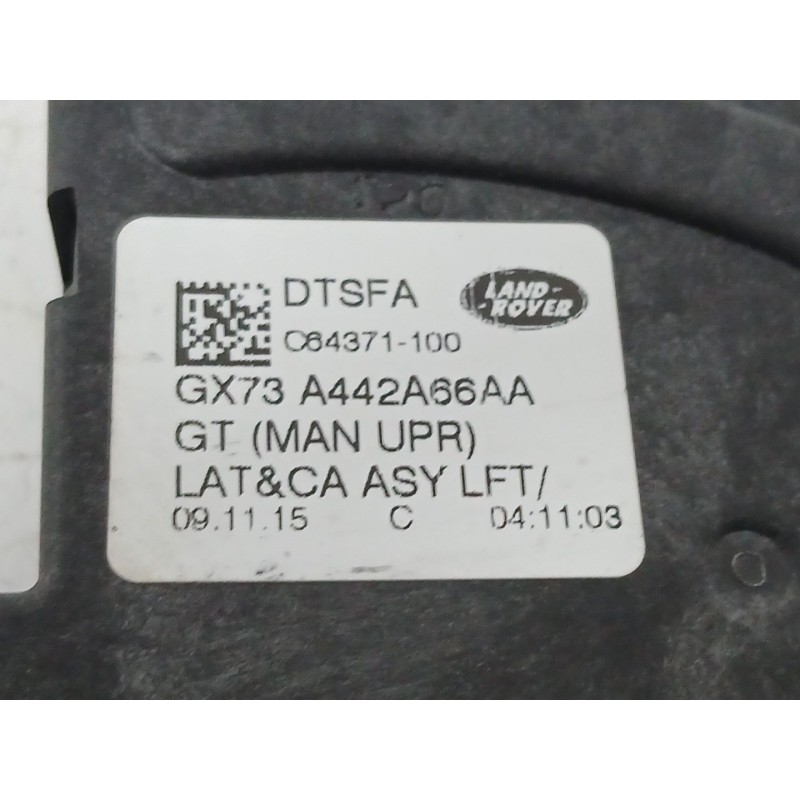 DTSFA
LAND-
-ROVER
C64371-100
GX73 A442A66AA
GT (MAN UPR)
LAT&CA ASY LFT/
09.11.15 C 04:11:03